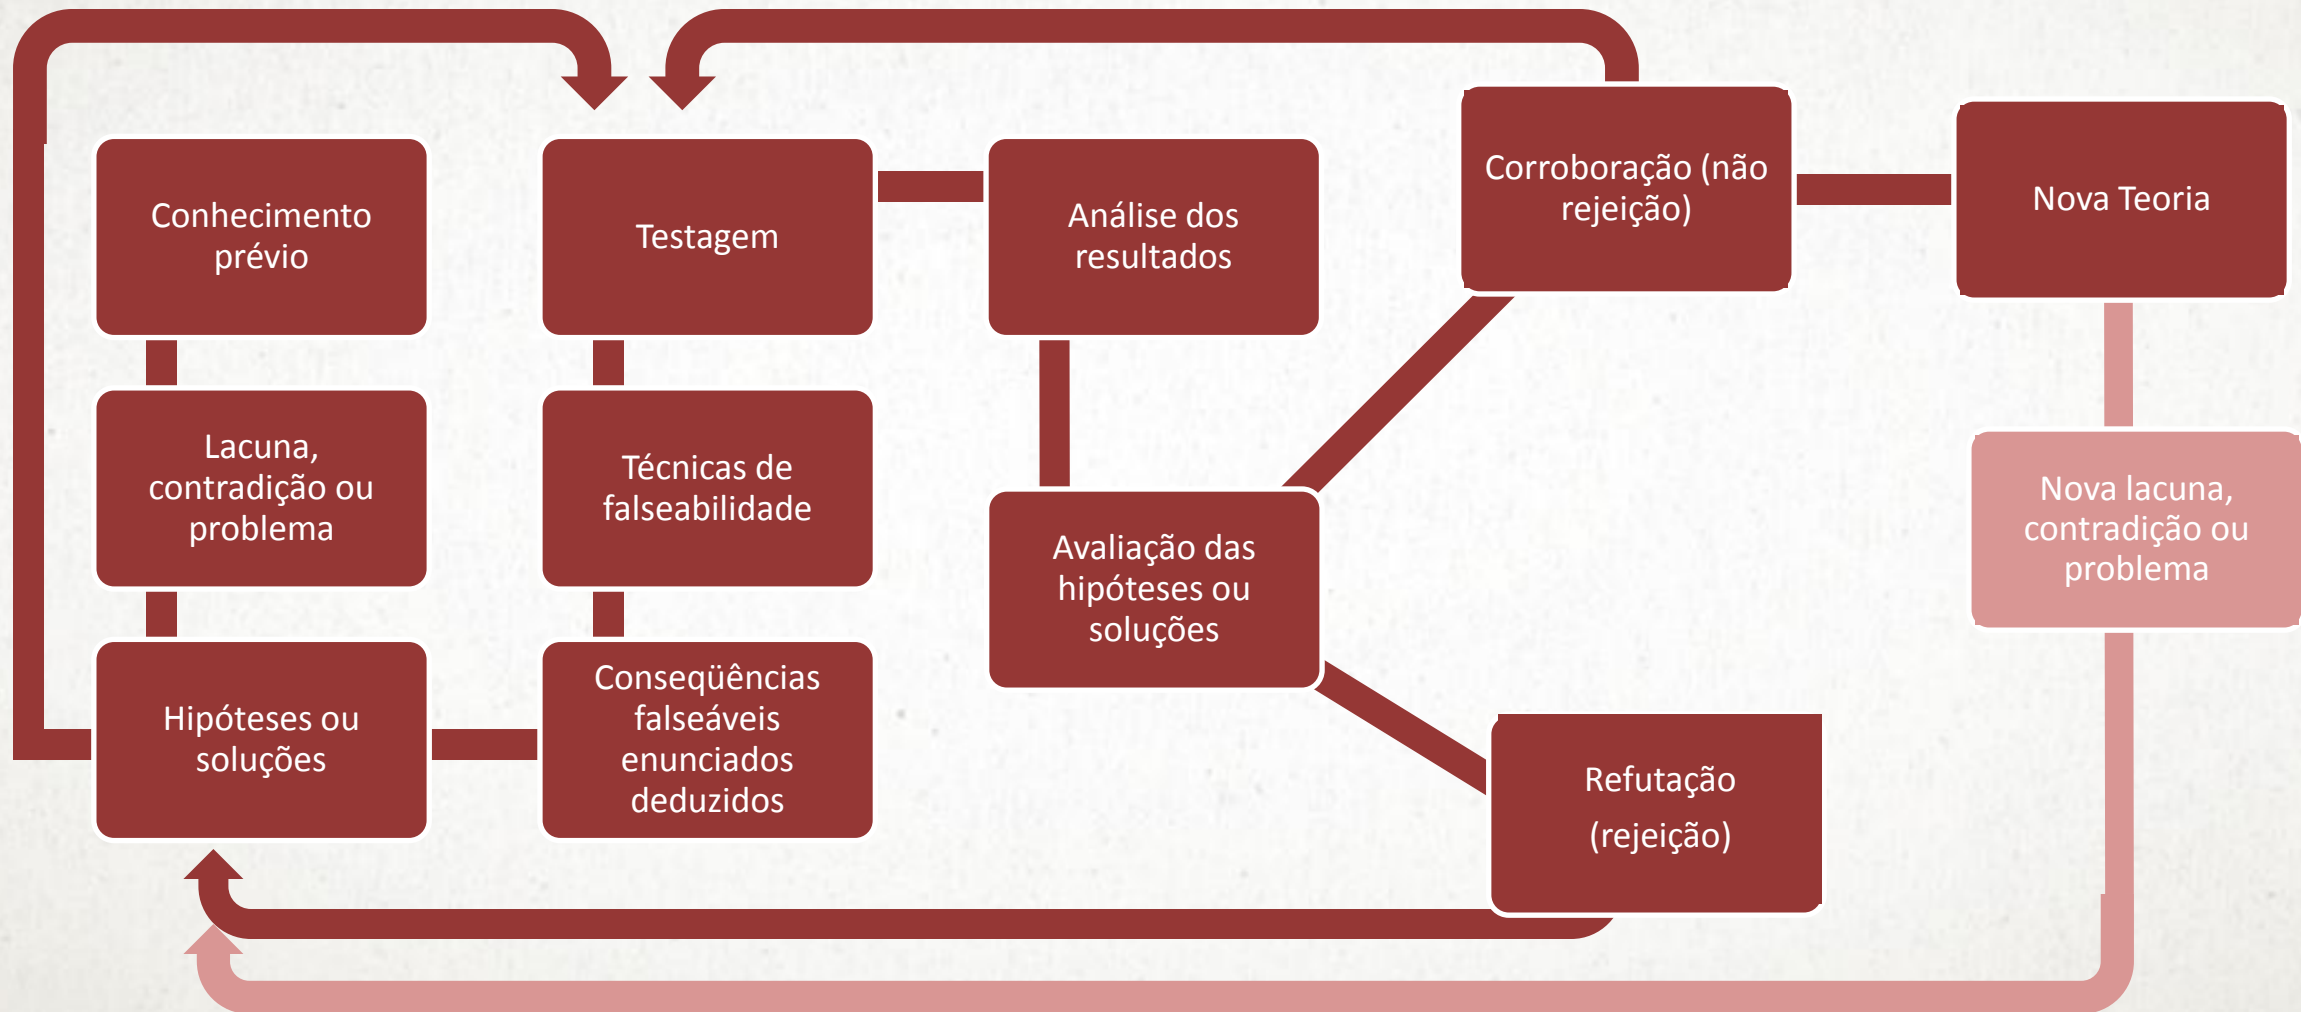 Conhecimento
prévio
Lacuna,
contradição ou
problema
Hipóteses ou
soluções
Conseqüências
falseáveis
enunciados
deduzidos
Técnicas de
falseabilidade
Testagem
Análise dos
resultados
Avaliação das
hipóteses ou
soluções
Corroboração (não
rejeição)
Refutação
(rejeição)
Nova Teoria
Nova lacuna,
contradição ou
problema